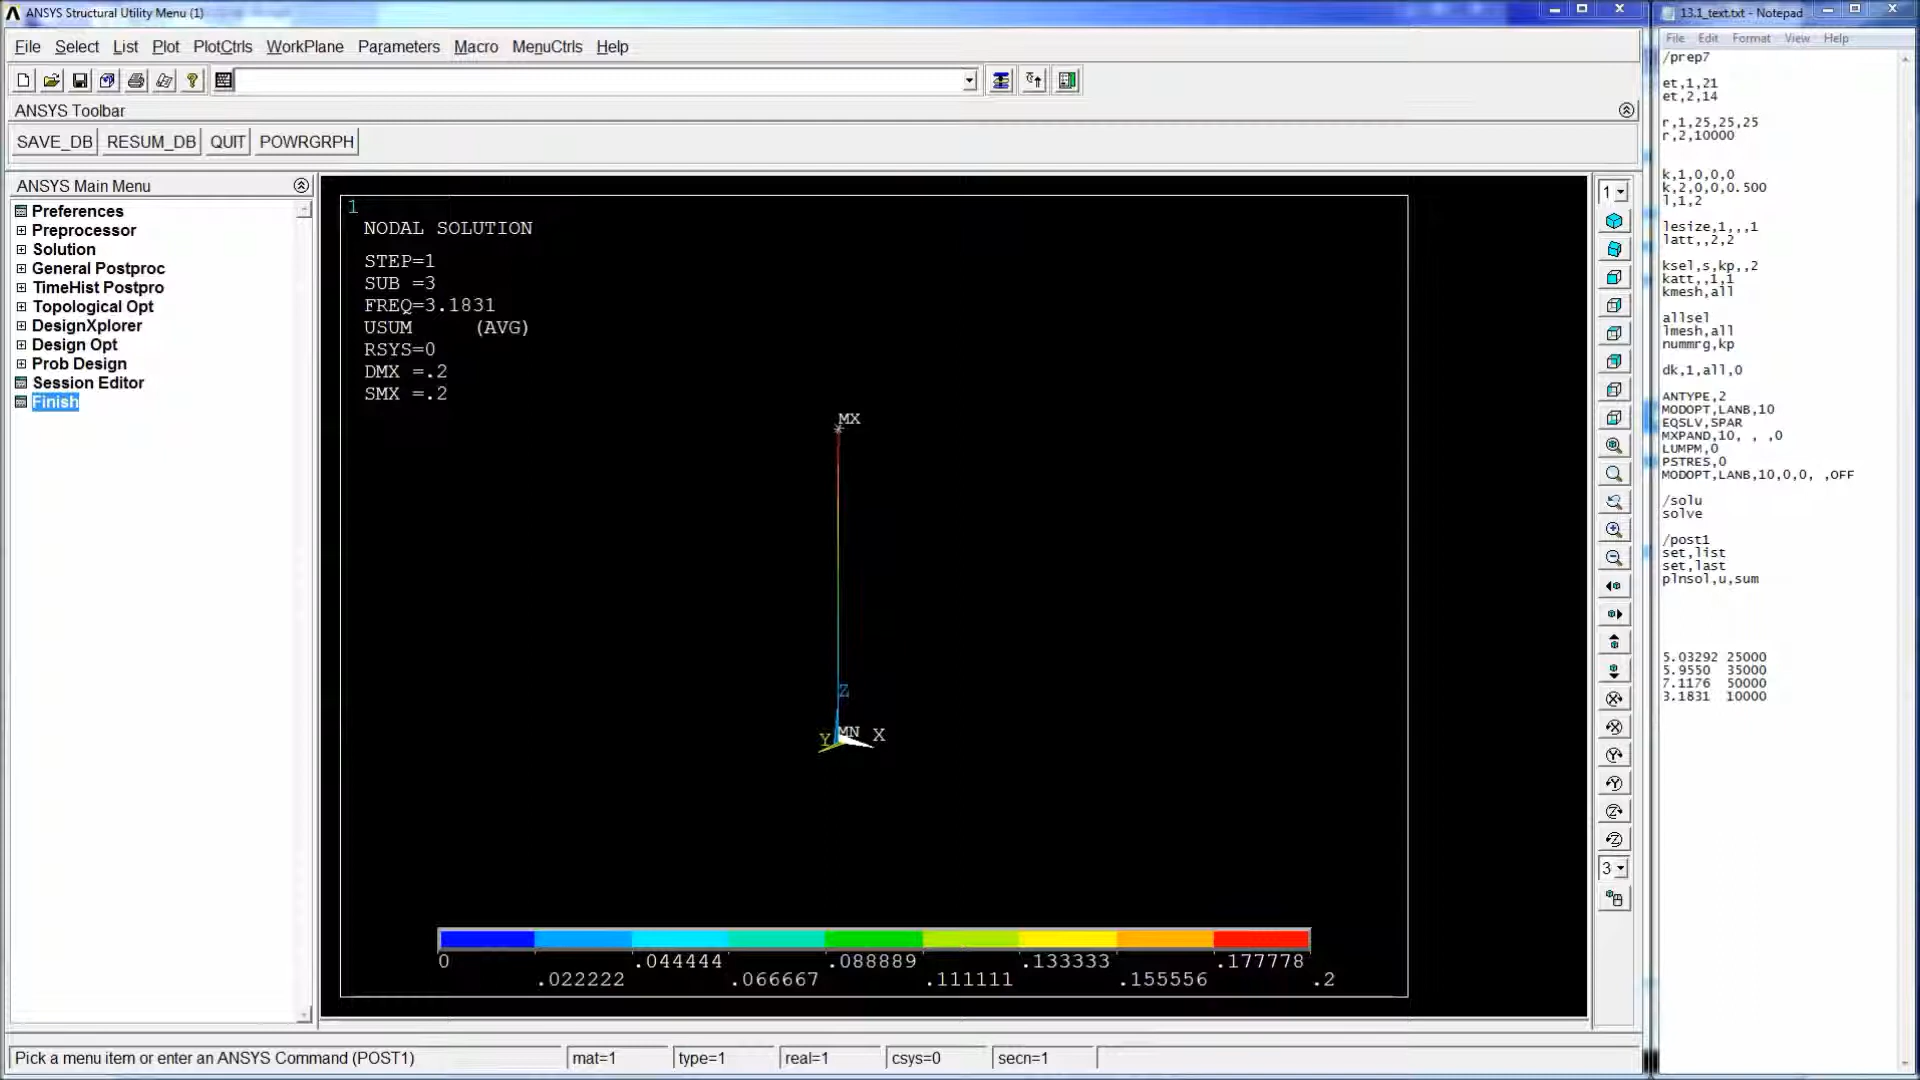 ANSYS Structural Utility Menu (1)
File Select List Plot PlotCtrls WorkPlane Parameters Macro MenuCtrls Help
ANSYS Toolbar
SAVE_DB RESUM_DB QUIT POWRGRPH
ANSYS Main Menu
Preferences
Preprocessor
Solution
General Postproc
TimeHist Postpro
Topological Opt
DesignXplorer
Design Opt
Prob Design
Session Editor
Finish
1
NODAL SOLUTION
STEP=1
SUB =3
FREQ=3.1831
USUM (AVG)
RSYS=0
DMX =.2
SMX =.2
MX
Z
Y MN X
0 .044444 .088889 .133333 .177778
.022222 .066667 .111111 .155556 .2
1
3
Pick a menu item or enter an ANSYS Command (POST1) mat=1 type=1 real=1 csys=0 secn=1
13.1_text.txt - Notepad
File Edit Format View Help
/prep7
et,1,21
et,2,14
r,1,25,25,25
r,2,10000
k,1,0,0,0
k,2,0,0,0.500
l,1,2
lesize,1,,,1
latt,,2,2
ksel,s,kp,,2
katt,,1,1
kmesh,all
allsel
lmesh,all
nummrg,kp
dk,1,all,0
ANTYPE,2
MODOPT,LANB,10
EQSLV,SPAR
MXPAND,10, , ,0
LUMPM,0
PSTRES,0
MODOPT,LANB,10,0,0, ,OFF
/solu
solve
/post1
set,list
set,last
plnsol,u,sum
5.03292 25000
5.9550 35000
7.1176 50000
3.1831 10000